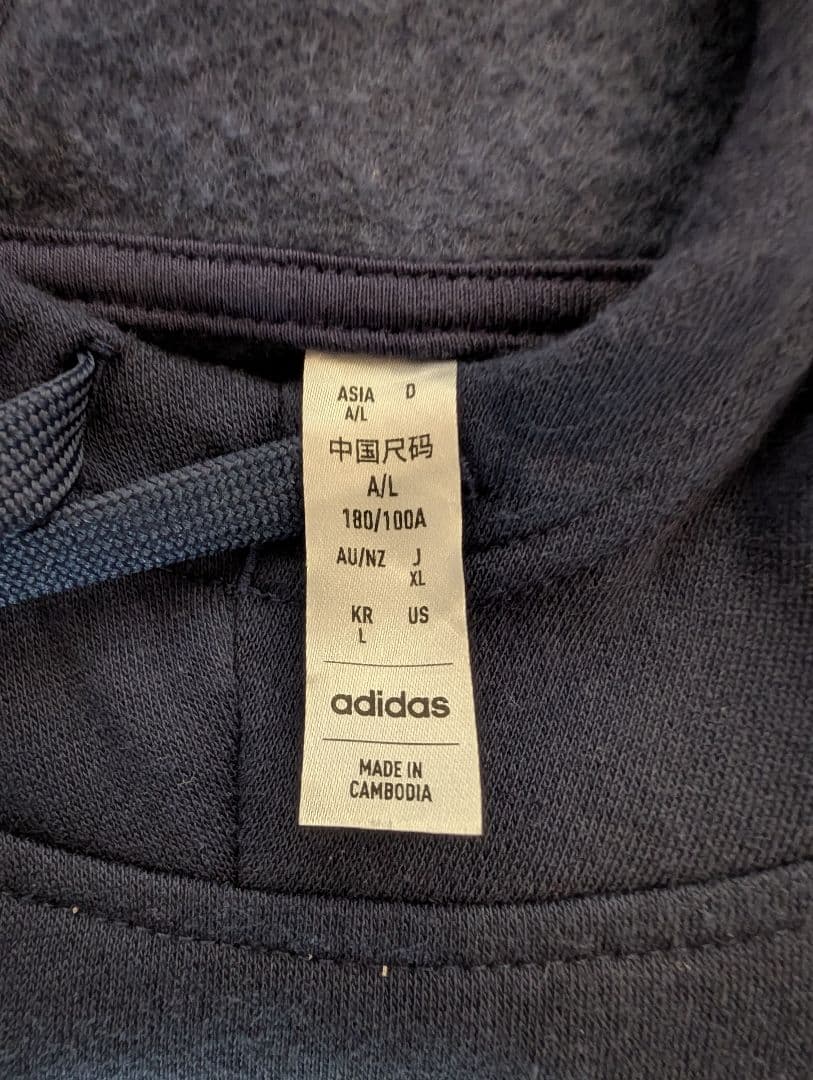 ASIA D
A/L
中国尺码
A/L
180/100A
AU/NZ J
XL
KR US
L
adidas
MADE IN
CAMBODIA